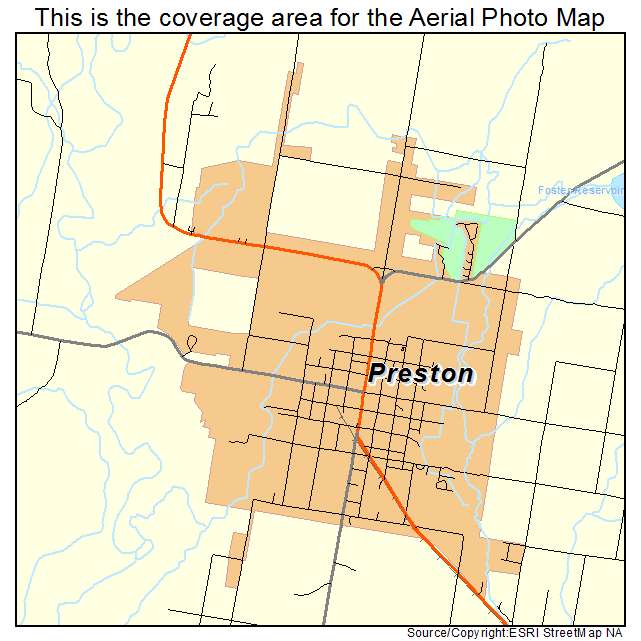 This is the coverage area for the Aerial Photo Map
Foster Reservoir
Preston
Source/Copyright:ESRI StreetMap NA